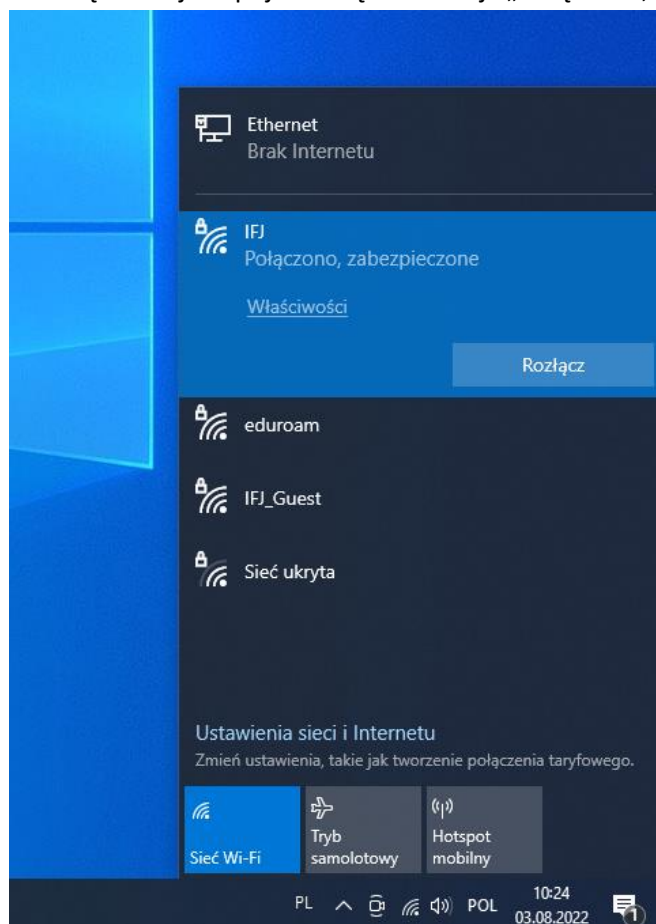 Ethernet
Brak Internetu
IFJ
Połączono, zabezpieczone
Właściwości
Rozłącz
eduroam
IFJ_Guest
Sieć ukryta
Ustawienia sieci i Internetu
Zmień ustawienia, takie jak tworzenie połączenia taryfowego.
Sieć Wi-Fi
Tryb samolotowy
Hotspot mobilny
PL
POL
10:24
03.08.2022
1